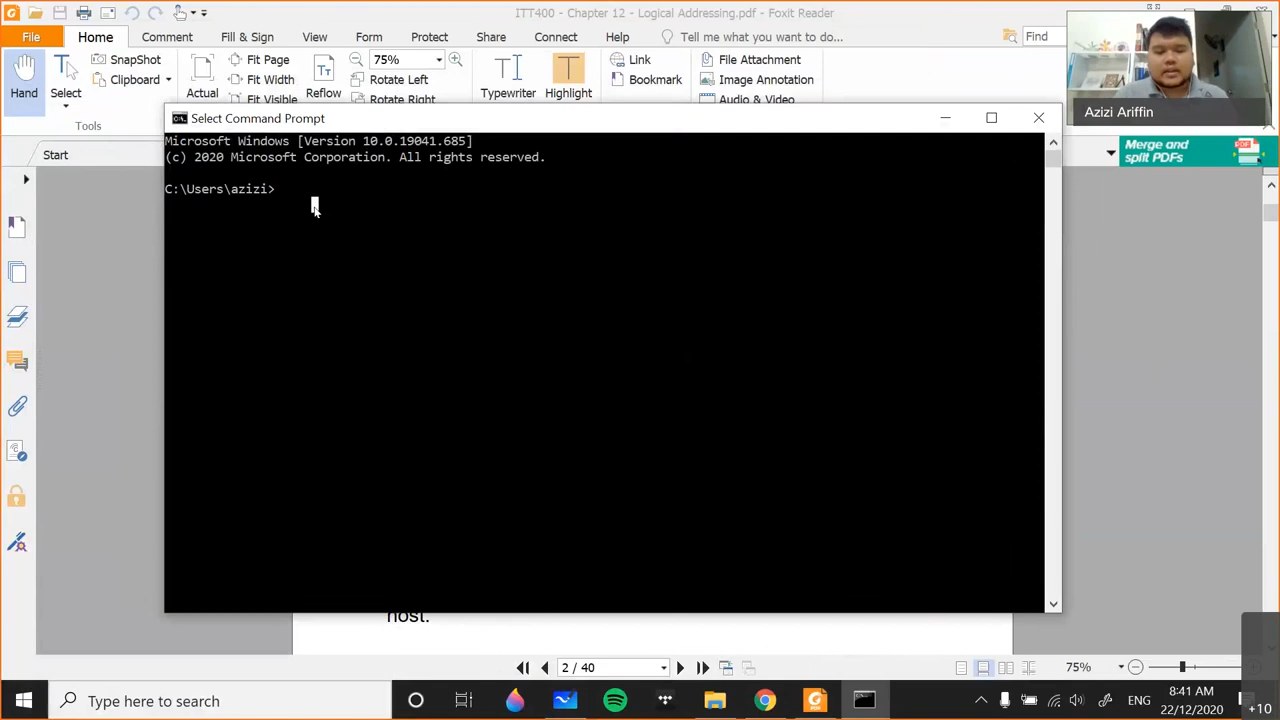 ITT400 - Chapter 12 - Logical Addressing.pdf - Foxit Reader
File Home Comment Fill & Sign View Form Protect Share Connect Help Tell me what you want to do... Find
Hand
Select
SnapShot
Clipboard
Actual
Fit Page
Fit Width
Fit Visible
Reflow
75%
Rotate Left
Rotate Right
Typewriter
Highlight
Link
Bookmark
File Attachment
Image Annotation
Audio & Video
Tools
Azizi Ariffin
Start
Merge and
split PDFs
PDF
Select Command Prompt
Microsoft Windows [Version 10.0.19041.685]
(c) 2020 Microsoft Corporation. All rights reserved.
C:\Users\azizi>
host.
2 / 40
75%
Type here to search
ENG
8:41 AM
22/12/2020
+10